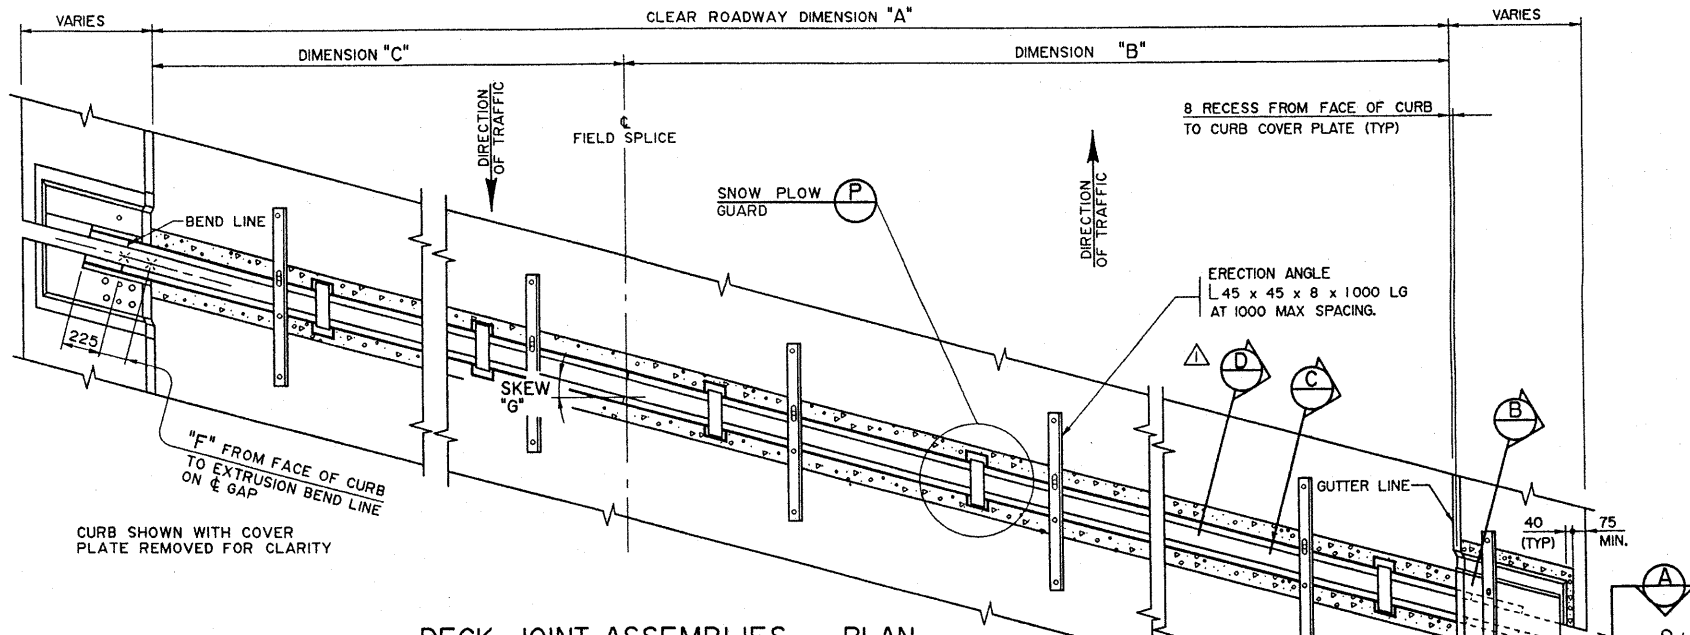 VARIES
CLEAR ROADWAY DIMENSION "A"
VARIES
DIMENSION "C"
DIMENSION "B"
DIRECTION
OF TRAFFIC
℄
FIELD SPLICE
8 RECESS FROM FACE OF CURB
TO CURB COVER PLATE (TYP)
SNOW PLOW
GUARD
P
DIRECTION
OF TRAFFIC
BEND LINE
ERECTION ANGLE
L 45 x 45 x 8 x 1000 LG
AT 1000 MAX SPACING.
225
1
D
C
B
SKEW
"G"
"F" FROM FACE OF CURB
TO EXTRUSION BEND LINE
ON ℄ GAP
GUTTER LINE
40
(TYP)
75
MIN.
CURB SHOWN WITH COVER
PLATE REMOVED FOR CLARITY
A
DECK JOINT ASSEMBLIES PLAN